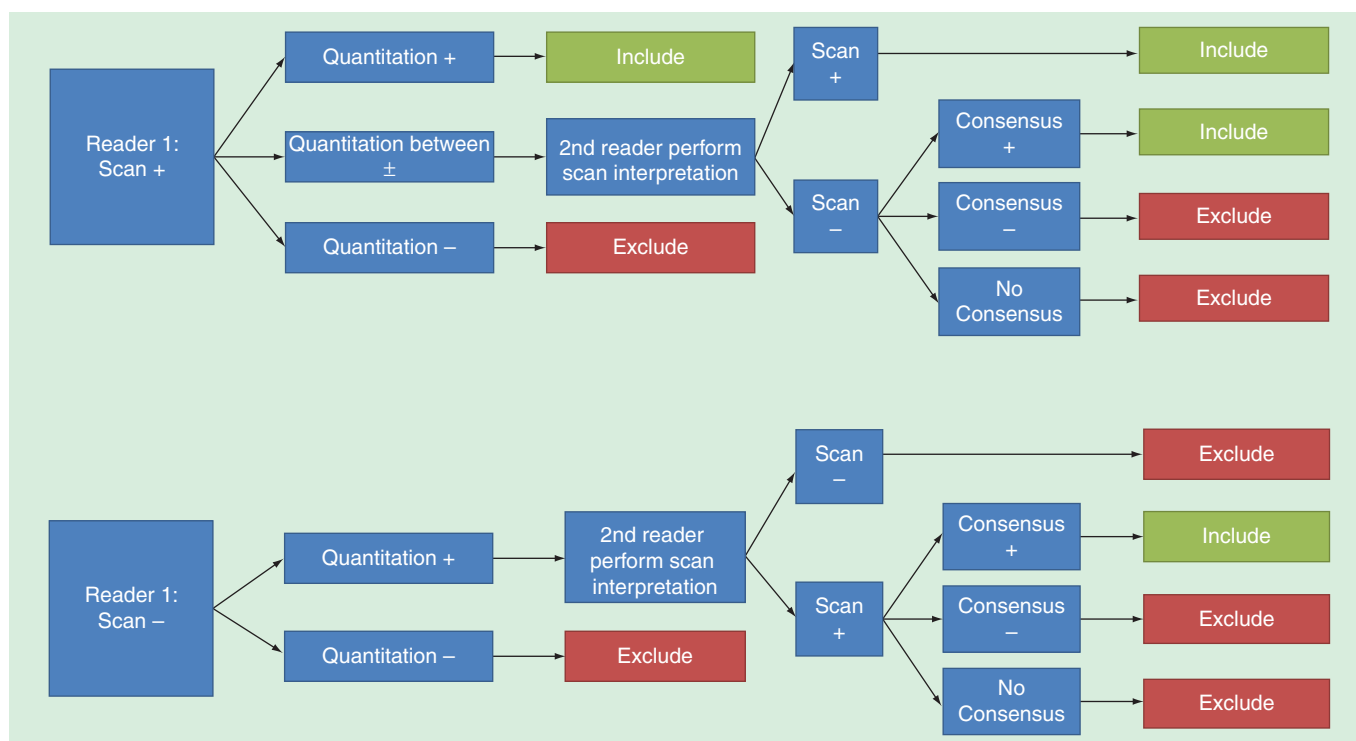 Reader 1:
Scan +
Quantitation +
Include
Quantitation between
±
2nd reader perform
scan interpretation
Quantitation –
Exclude
Scan
+
Include
Scan
–
Consensus
+
Include
Consensus
–
Exclude
No
Consensus
Exclude
Reader 1:
Scan –
Quantitation +
2nd reader
perform scan
interpretation
Quantitation –
Exclude
Scan
–
Exclude
Scan
+
Consensus
+
Include
Consensus
–
Exclude
No
Consensus
Exclude